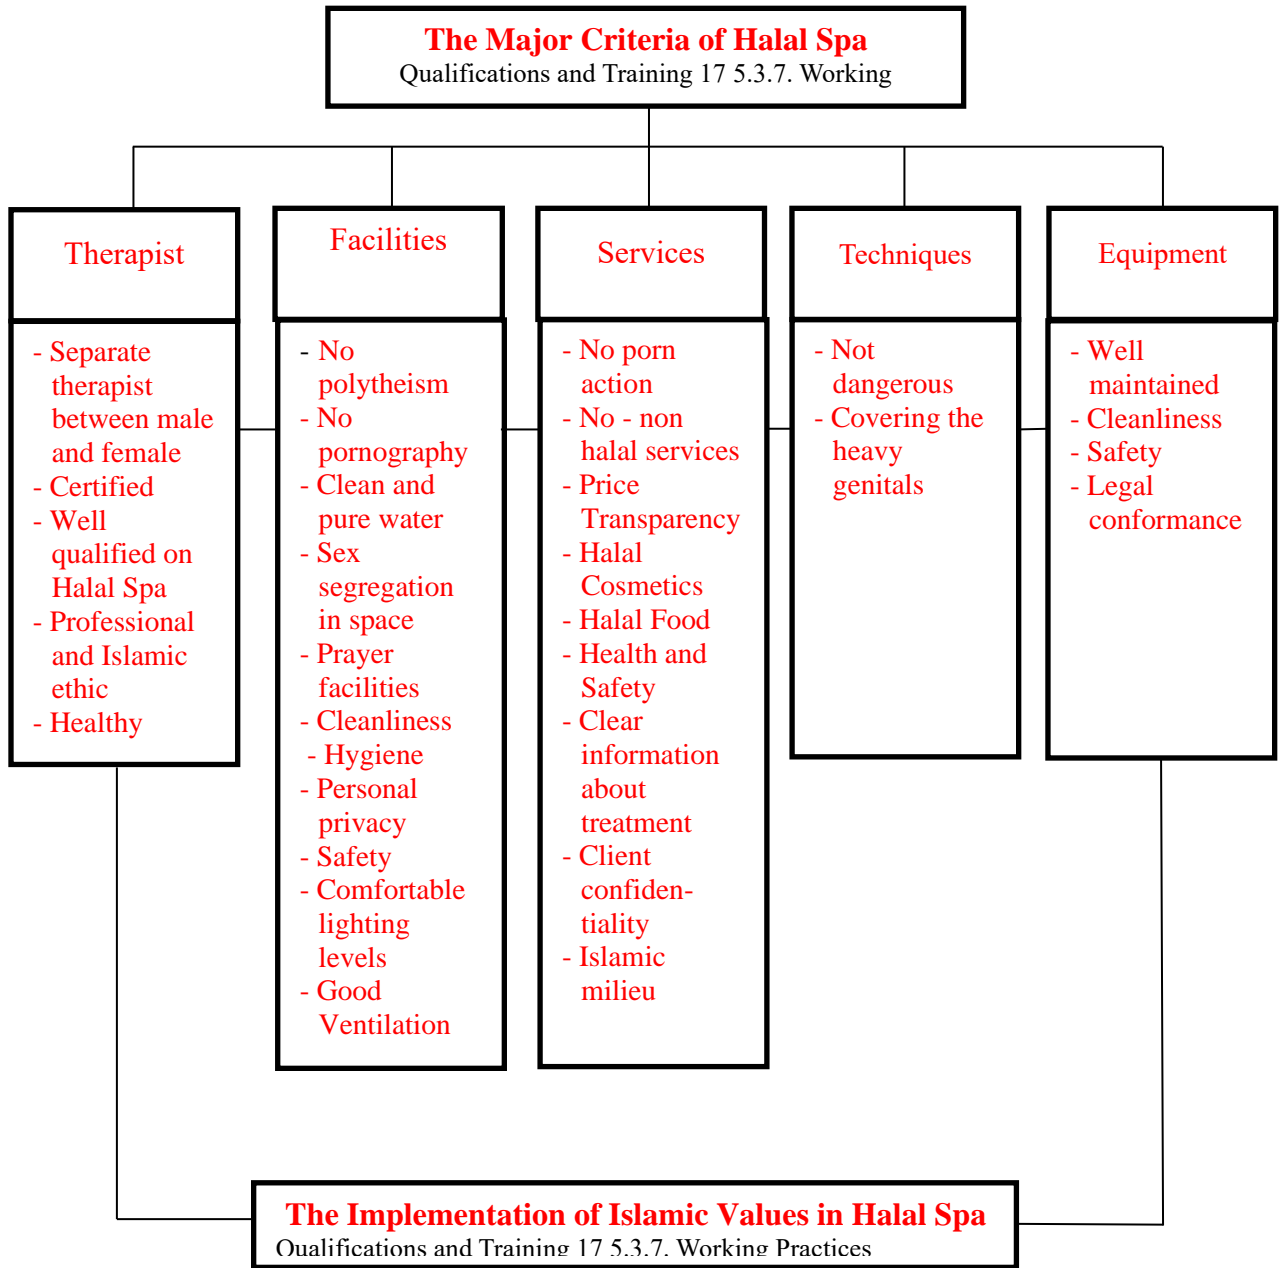 The Major Criteria of Halal Spa
Qualifications and Training 17 5.3.7. Working
Therapist
- Separate
therapist
between male
and female
- Certified
- Well
qualified on
Halal Spa
- Professional
and Islamic
ethic
- Healthy
Facilities
- No
polytheism
- No
pornography
- Clean and
pure water
- Sex
segregation
in space
- Prayer
facilities
- Cleanliness
- Hygiene
- Personal
privacy
- Safety
- Comfortable
lighting
levels
- Good
Ventilation
Services
- No porn
action
- No - non
halal services
- Price
Transparency
- Halal
Cosmetics
- Halal Food
- Health and
Safety
- Clear
information
about
treatment
- Client
confiden-
tiality
- Islamic
milieu
Techniques
- Not
dangerous
- Covering the
heavy
genitals
Equipment
- Well
maintained
- Cleanliness
- Safety
- Legal
conformance
The Implementation of Islamic Values in Halal Spa
Qualifications and Training 17 5.3.7. Working Practices